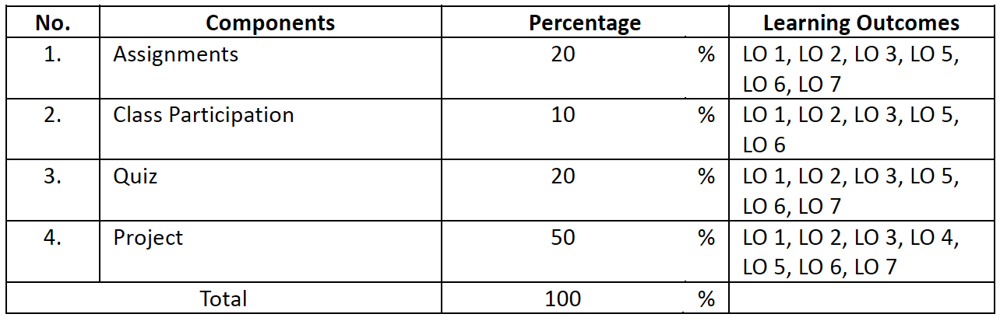 No. Components Percentage Learning Outcomes
1. Assignments 20 % LO 1, LO 2, LO 3, LO 5,
LO 6, LO 7
2. Class Participation 10 % LO 1, LO 2, LO 3, LO 5,
LO 6
3. Quiz 20 % LO 1, LO 2, LO 3, LO 5,
LO 6, LO 7
4. Project 50 % LO 1, LO 2, LO 3, LO 4,
LO 5, LO 6, LO 7
Total 100 %